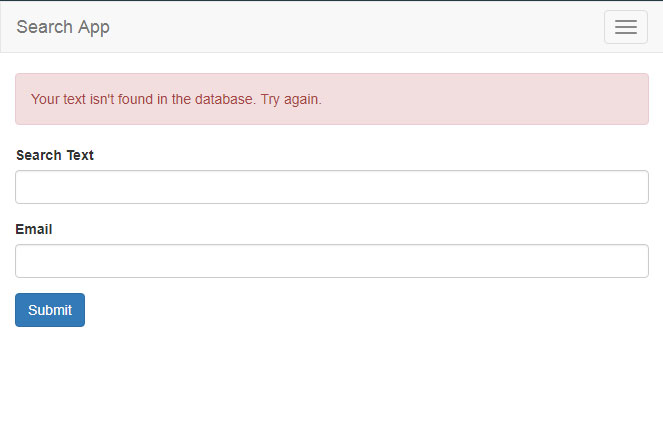 Search App
Your text isn't found in the database. Try again.
Search Text
Email
Submit